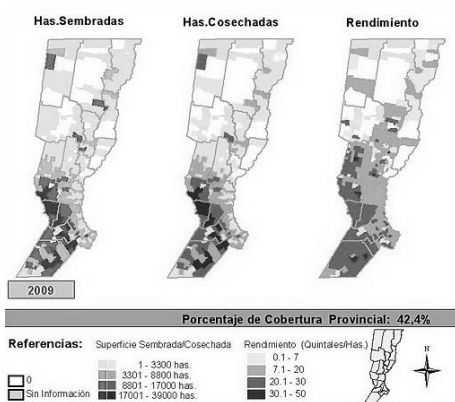 Has.Sembradas
Has.Cosechadas
Rendimiento
2009
Porcentaje de Cobertura Provincial: 42,4%
Referencias:
0
Sin Información
Superficie Sembrada/Cosechada
1 - 3300 has.
3301 - 8800 has.
8801 - 17000 has.
17001 - 39000 has.
Rendimiento (Quintales/Has.)
0.1 - 7
7.1 - 20
20.1 - 30
30.1 - 50
N